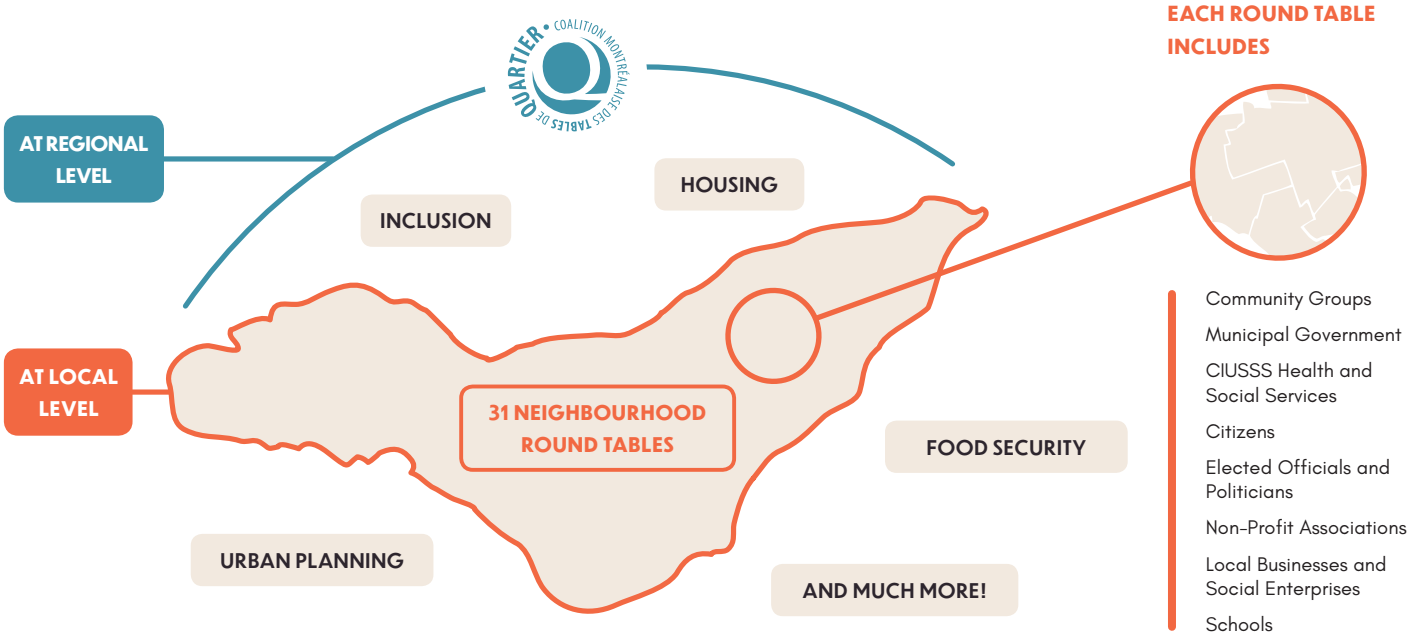 EACH ROUND TABLE
INCLUDES
QUARTIER • COALITION MONTRÉALAISE DES TABLES DE
AT REGIONAL
LEVEL
HOUSING
INCLUSION
AT LOCAL
LEVEL
31 NEIGHBOURHOOD
ROUND TABLES
FOOD SECURITY
URBAN PLANNING
AND MUCH MORE!
Community Groups
Municipal Government
CIUSSS Health and
Social Services
Citizens
Elected Officials and
Politicians
Non-Profit Associations
Local Businesses and
Social Enterprises
Schools